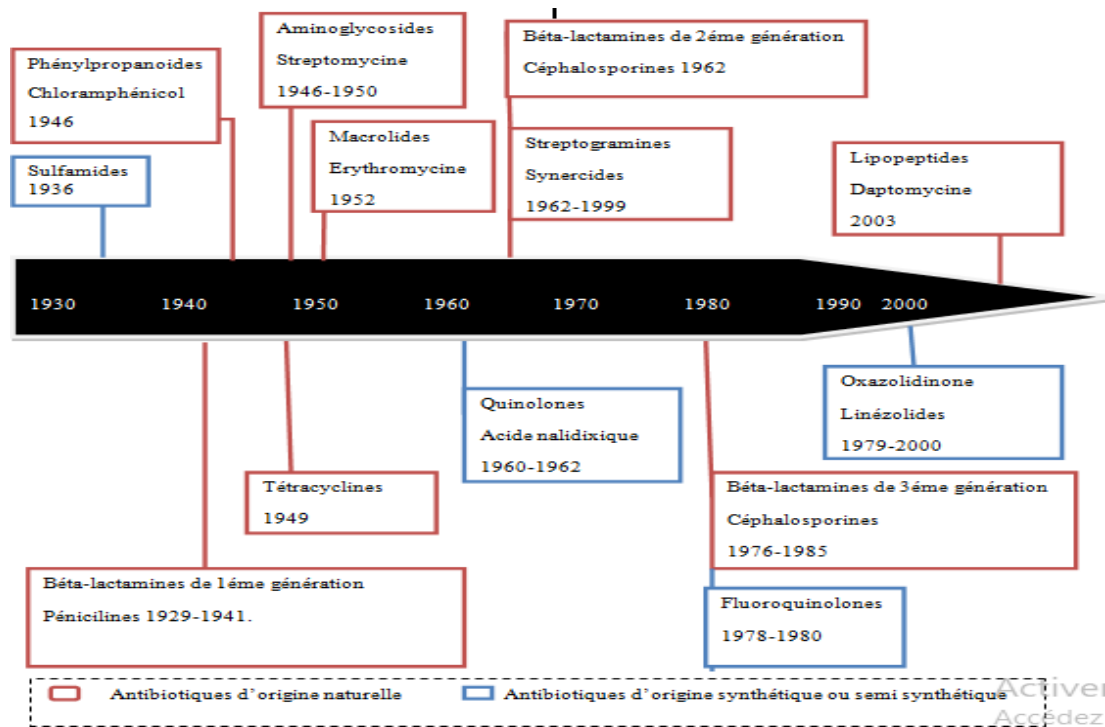 Phénylpropanoides
Chloramphénicol
1946
Sulfamides
1936
Aminoglycosides
Streptomycine
1946-1950
Macrolides
Erythromycine
1952
Béta-lactamines de 2éme génération
Céphalosporines 1962
Streptogramines
Synercides
1962-1999
Lipopeptides
Daptomycine
2003
1930 1940 1950 1960 1970 1980 1990 2000
Quinolones
Acide nalidixique
1960-1962
Oxazolidinone
Linézolides
1979-2000
Tétracyclines
1949
Béta-lactamines de 3éme génération
Céphalosporines
1976-1985
Béta-lactamines de 1éme génération
Pénicilines 1929-1941.
Fluoroquinolones
1978-1980
Antibiotiques d'origine naturelle
Antibiotiques d'origine synthétique ou semi synthétique
Activer
Accédez